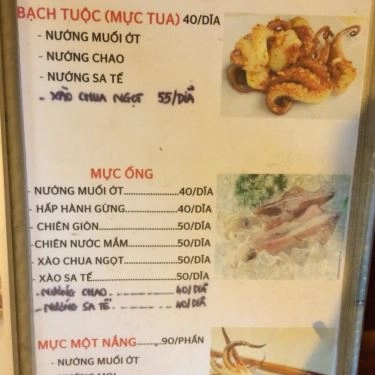 BẠCH TUỘC (MỰC TUA) 40/DĨA
- NƯỚNG MUỐI ỚT
- NƯỚNG CHAO
- NƯỚNG SA TẾ
- XÀO CHUA NGỌT 55/DĨA
MỰC ỐNG
- NƯỚNG MUỐI ỚT......................40/DĨA
- HẤP HÀNH GỪNG....................40/DĨA
- CHIÊN GIÒN............................50/DĨA
- CHIÊN NƯỚC MẮM.................50/DĨA
- XÀO CHUA NGỌT...................50/DĨA
- XÀO SA TẾ.............................50/DĨA
- NƯỚNG CHAO .................. 40/DĨA
- NƯỚNG SA TẾ .................. 40/DĨA
MỰC MỘT NẮNG.........90/PHẦN
- NƯỚNG MUỐI ỚT